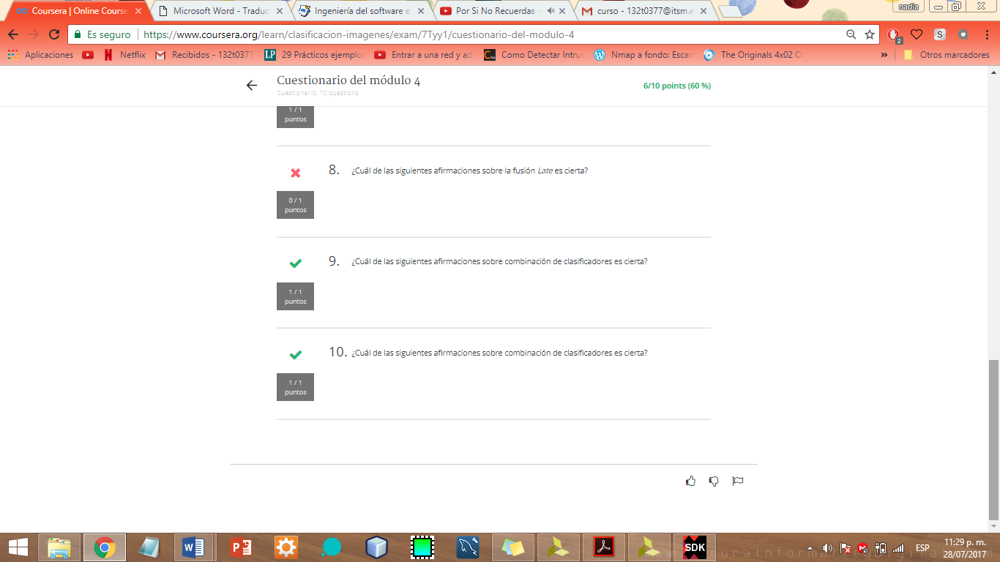 Coursera | Online Course
Microsoft Word - Traduc
Ingeniería del software e
Por Si No Recuerdas -
curso - 132t0377@itsm.e
nadia
Es seguro
https://www.coursera.org/learn/clasificacion-imagenes/exam/7Tyy1/cuestionario-del-modulo-4
2
S
Aplicaciones
N
Netflix
Recibidos - 132t0377
LP
29 Prácticos ejemplo
Entrar a una red y ad
Como Detectar Intrus
Nmap a fondo: Escan
The Originals 4x02 O
»
Otros marcadores
Cuestionario del módulo 4
Cuestionario, 10 questions
6/10 points (60 %)
1 / 1
puntos
8. ¿Cuál de las siguientes afirmaciones sobre la fusión Late es cierta?
0 / 1
puntos
9. ¿Cuál de las siguientes afirmaciones sobre combinación de clasificadores es cierta?
1 / 1
puntos
10. ¿Cuál de las siguientes afirmaciones sobre combinación de clasificadores es cierta?
1 / 1
puntos
SDK
ESP
11:29 p. m.
28/07/2017